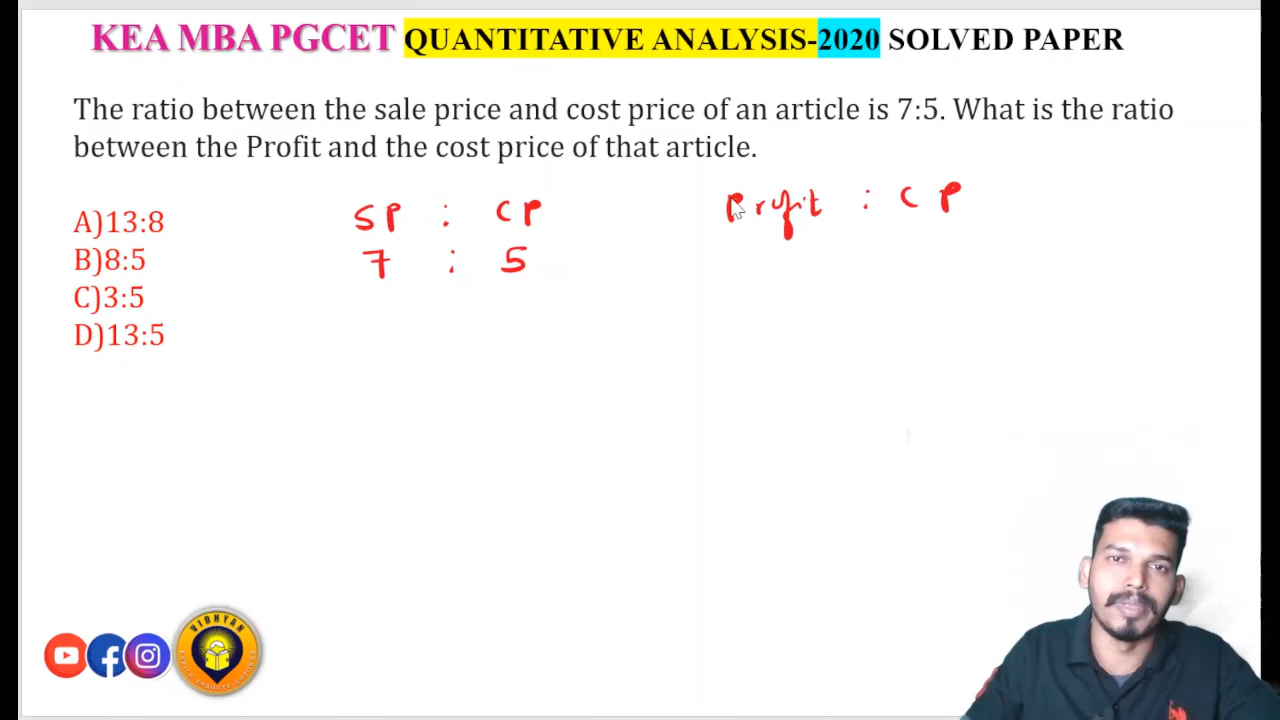 KEA MBA PGCET QUANTITATIVE ANALYSIS-2020 SOLVED PAPER
The ratio between the sale price and cost price of an article is 7:5. What is the ratio
between the Profit and the cost price of that article.
A)13:8
B)8:5
C)3:5
D)13:5
SP : CP
7 : 5
Profit : CP
VIDHYAN